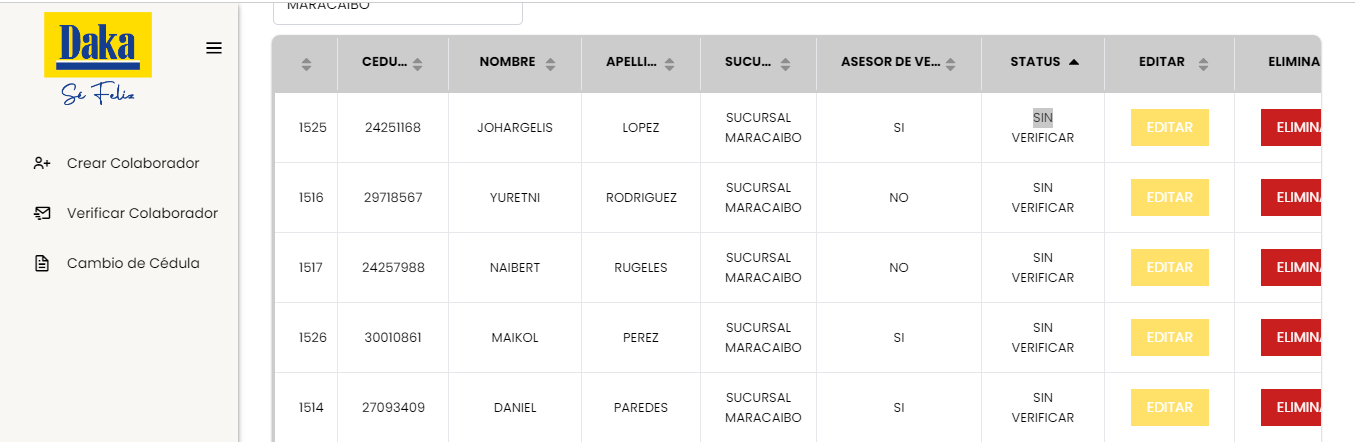 MARACAIBO
Daka
Sé Feliz
Crear Colaborador
Verificar Colaborador
Cambio de Cédula
CEDU... NOMBRE APELLI... SUCU... ASESOR DE VE... STATUS EDITAR ELIMINA
1525 24251168 JOHARGELIS LOPEZ SUCURSAL MARACAIBO SI SIN VERIFICAR EDITAR ELIMINA
1516 29718567 YURETNI RODRIGUEZ SUCURSAL MARACAIBO NO SIN VERIFICAR EDITAR ELIMINA
1517 24257988 NAIBERT RUGELES SUCURSAL MARACAIBO NO SIN VERIFICAR EDITAR ELIMINA
1526 30010861 MAIKOL PEREZ SUCURSAL MARACAIBO SI SIN VERIFICAR EDITAR ELIMINA
1514 27093409 DANIEL PAREDES SUCURSAL MARACAIBO SI SIN VERIFICAR EDITAR ELIMINA